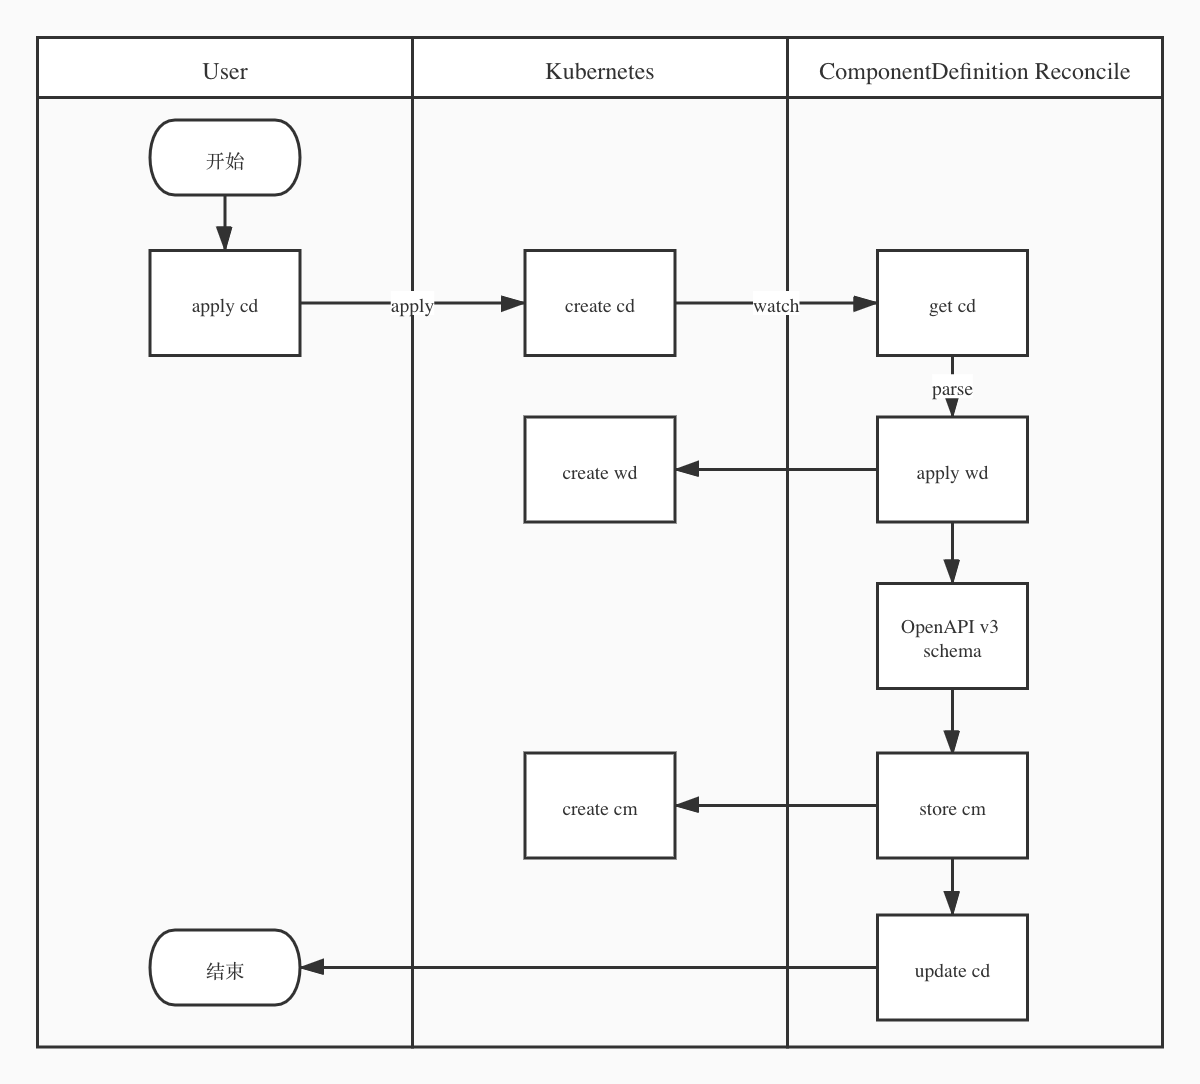 User
Kubernetes
ComponentDefinition Reconcile
开始
apply cd
apply
create cd
watch
get cd
parse
create wd
apply wd
OpenAPI v3
schema
create cm
store cm
结束
update cd